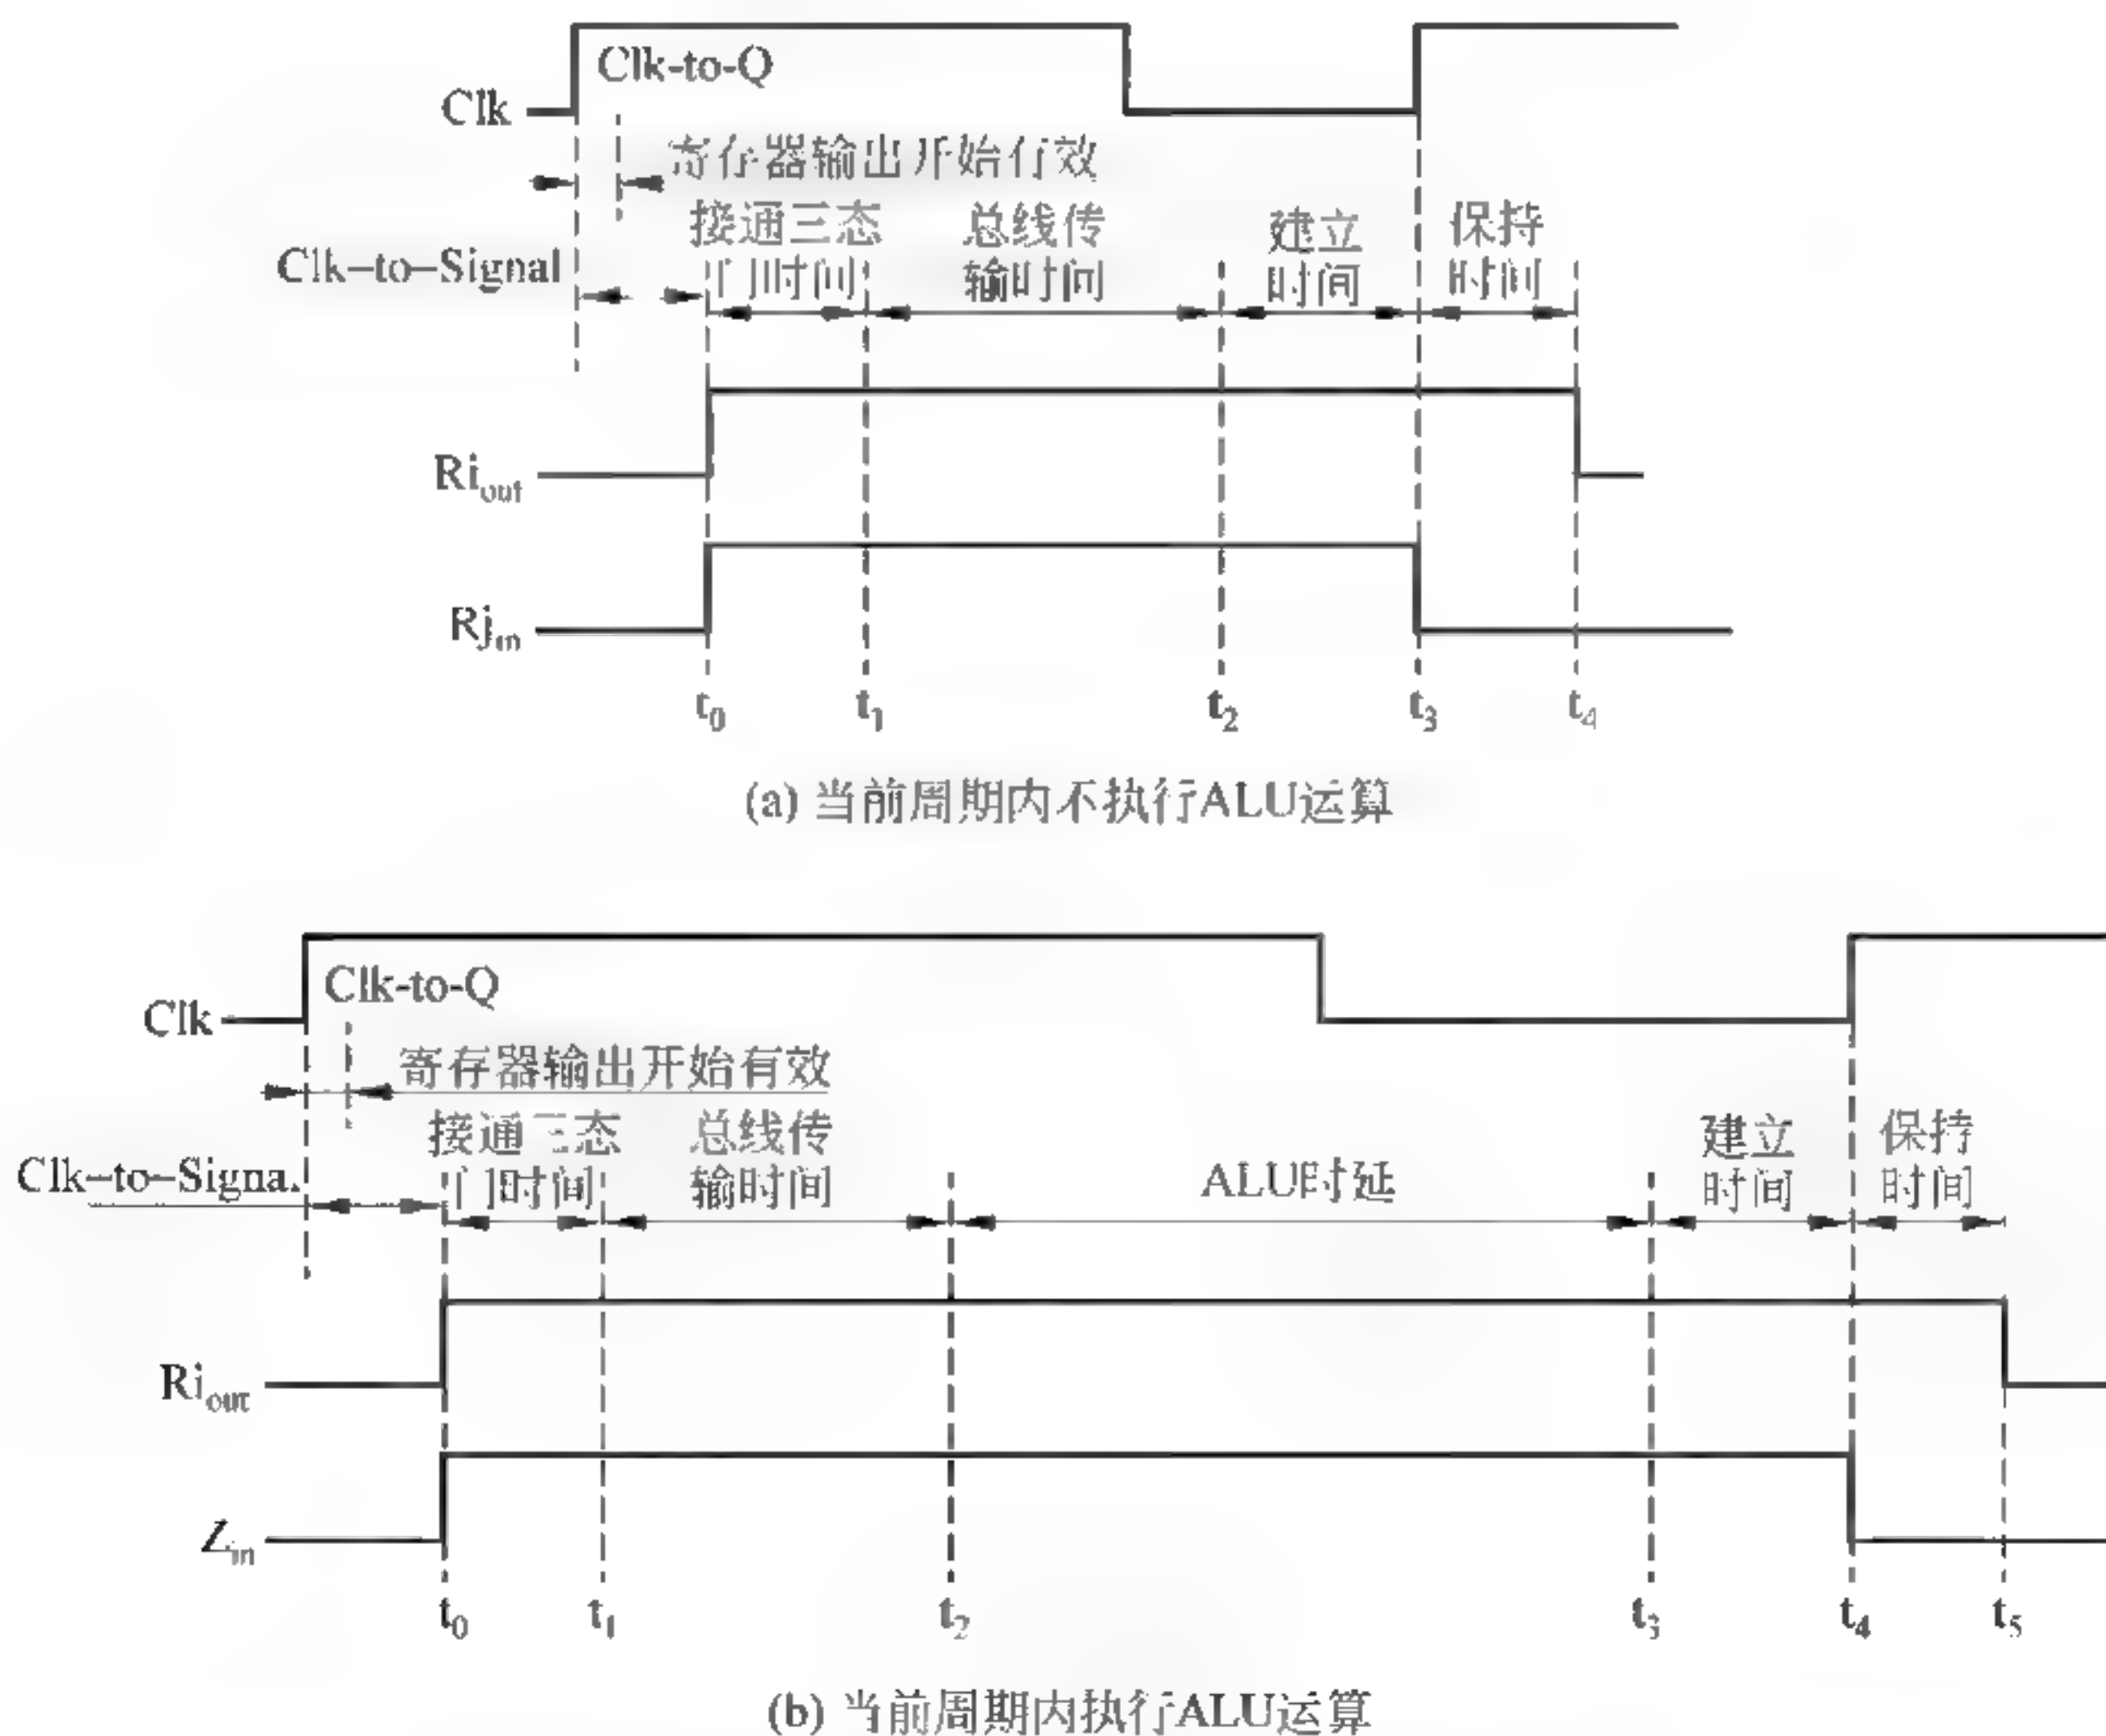 Clk
Clk-to-Q
寄存器输出开始有效
Clk-to-Signal
接通三态门时间
总线传输时间
建立时间
保持时间
Ri_out
Rj_in
t0 t1 t2 t3 t4
(a) 当前周期内不执行ALU运算
Clk
Clk-to-Q
寄存器输出开始有效
Clk-to-Signa.
接通三态门时间
总线传输时间
ALU时延
建立时间
保持时间
Ri_out
Z_in
t0 t1 t2 t3 t4 t5
(b) 当前周期内执行ALU运算